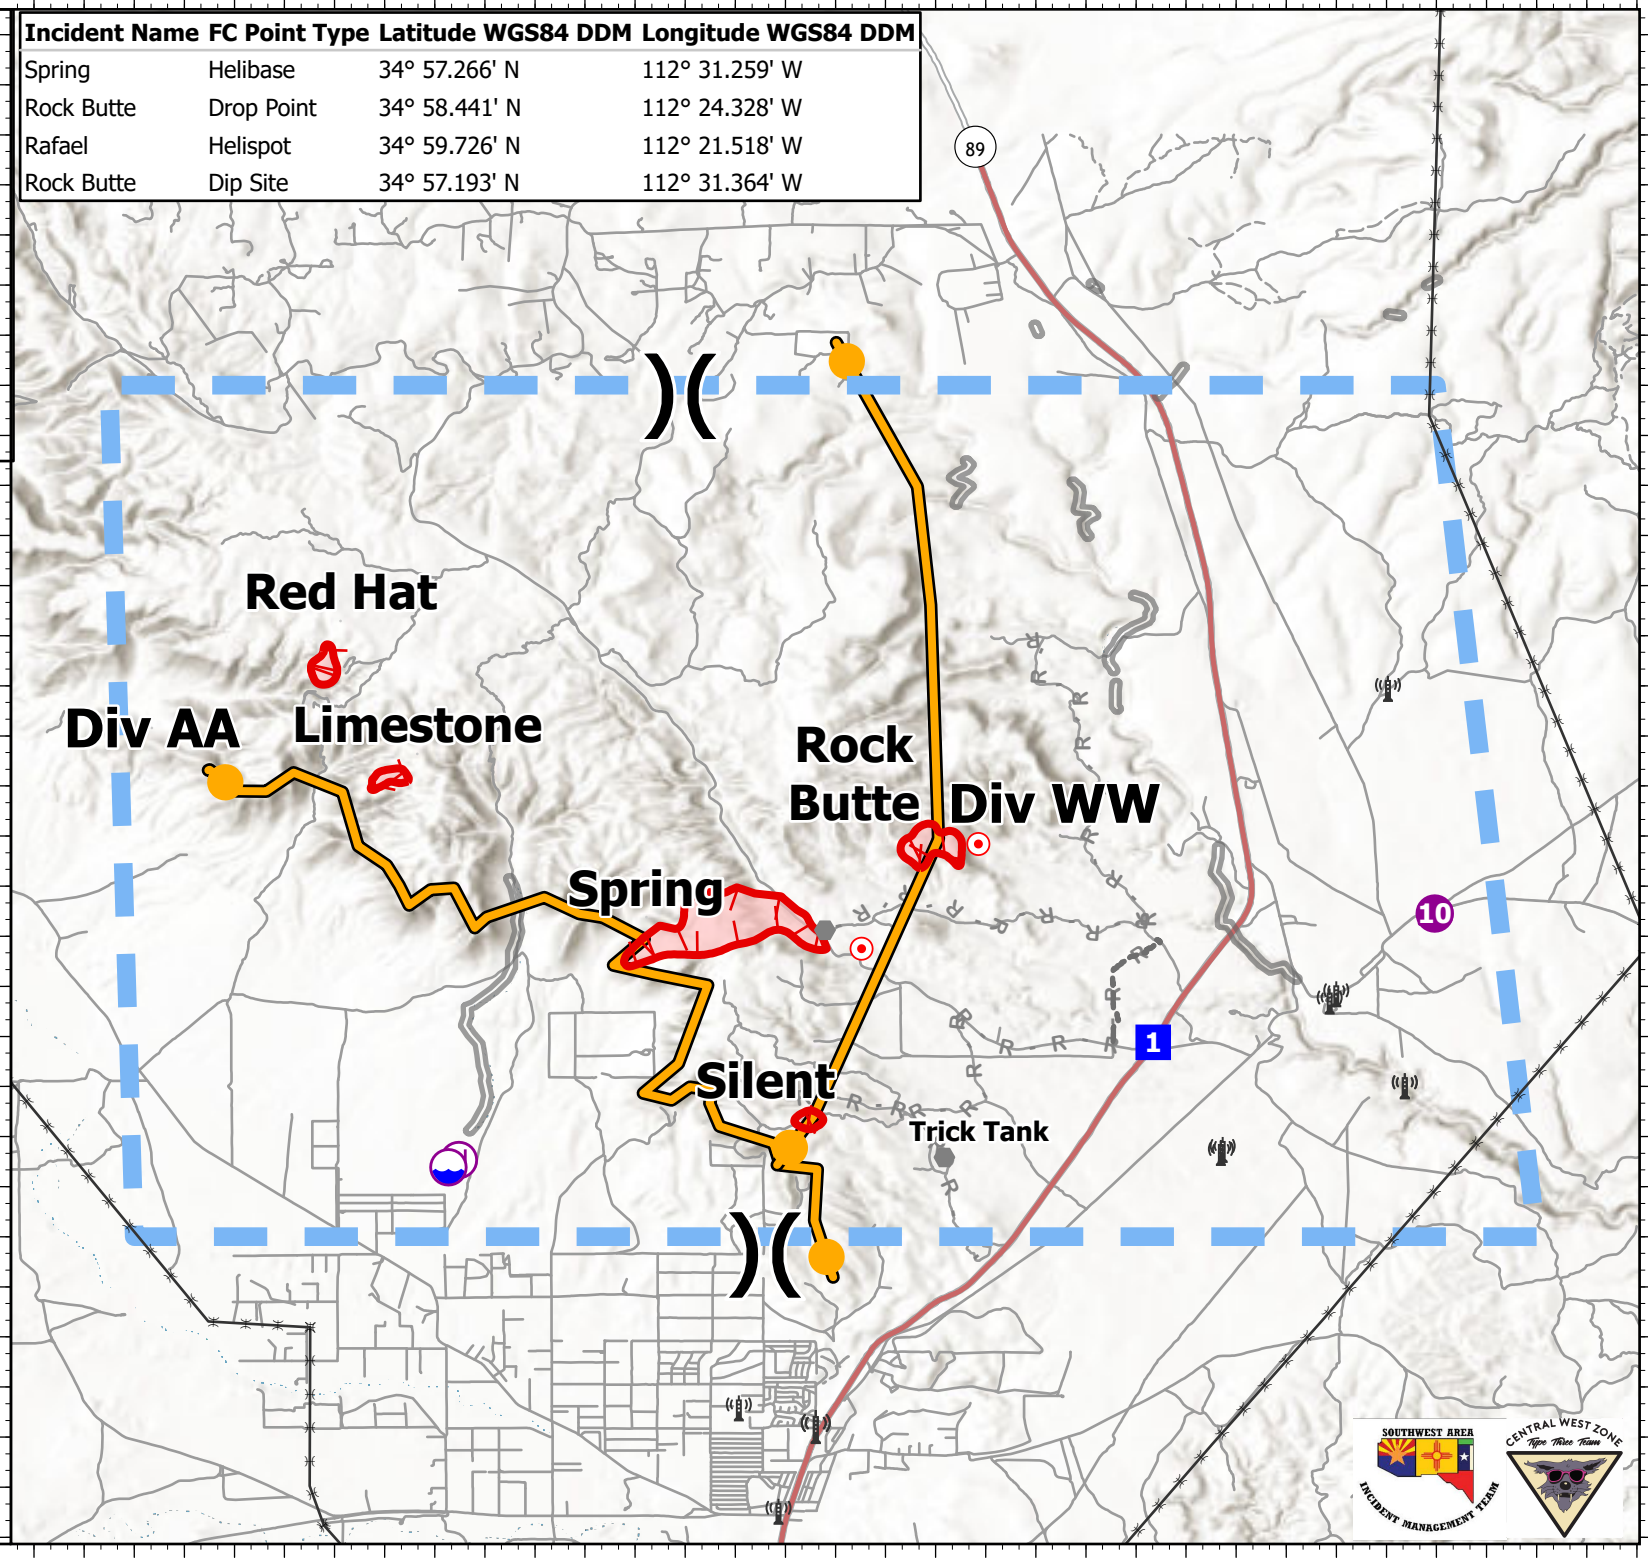 Incident Name FC Point Type Latitude WGS84 DDM Longitude WGS84 DDM
Spring Helibase 34° 57.266' N 112° 31.259' W
Rock Butte Drop Point 34° 58.441' N 112° 24.328' W
Rafael Helispot 34° 59.726' N 112° 21.518' W
Rock Butte Dip Site 34° 57.193' N 112° 31.364' W
89
)(
Red Hat
Div AA
Limestone
Rock
Butte
Div WW
Spring
10
1
Silent
Trick Tank
)(
SOUTHWEST AREA
INCIDENT MANAGEMENT TEAM
CENTRAL WEST ZONE
Type Three Team